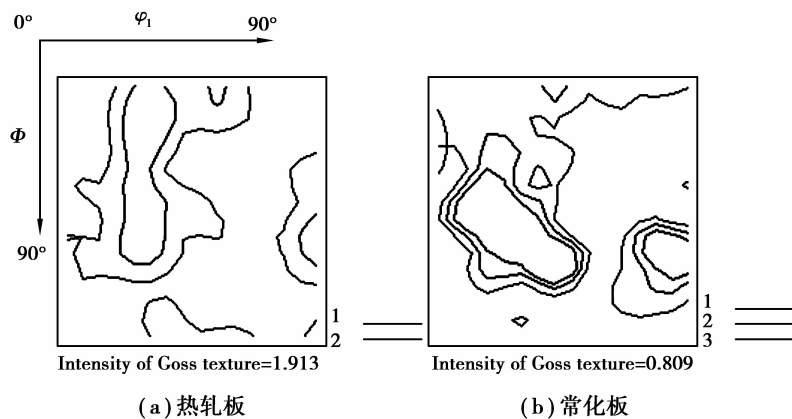 0° φ₁ 90°
Φ
90°
1
2
Intensity of Goss texture=1.913
(a)热轧板
1
2
3
Intensity of Goss texture=0.809
(b)常化板